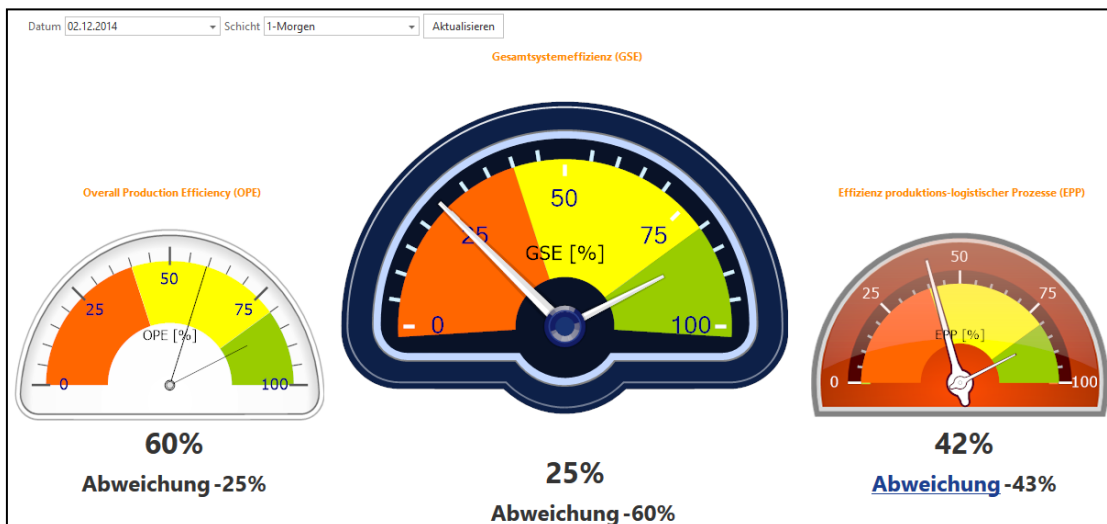 Datum 02.12.2014 Schicht 1-Morgen Aktualisieren
Gesamtsystemeffizienz (GSE)
Overall Production Efficiency (OPE)
Effizienz produktions-logistischer Prozesse (EPP)
0 25 50 75 100
OPE [%]
0 25 50 75 100
GSE [%]
0 25 50 75 100
EPP [%]
60%
Abweichung -25%
25%
Abweichung -60%
42%
Abweichung -43%